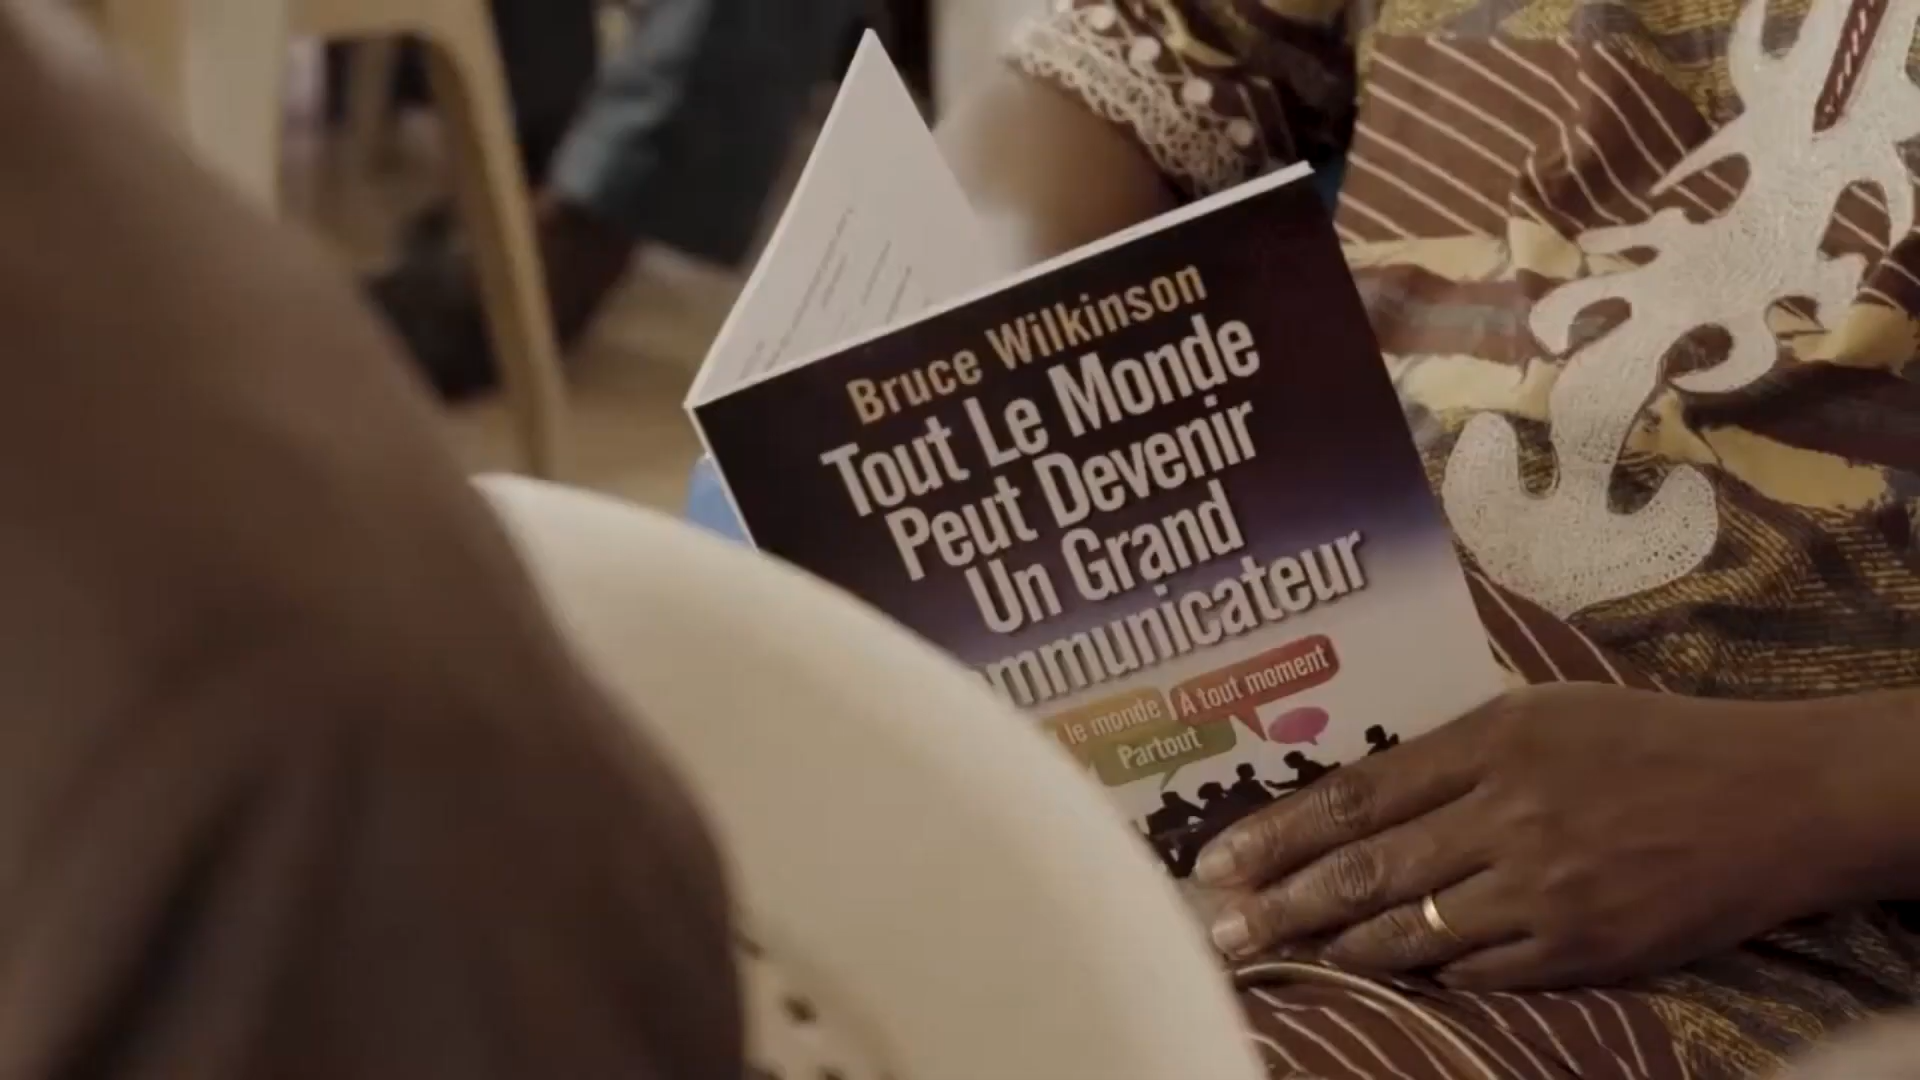 Bruce Wilkinson
Tout Le Monde
Peut Devenir
Un Grand
mmunicateur
le monde
À tout moment
Partout